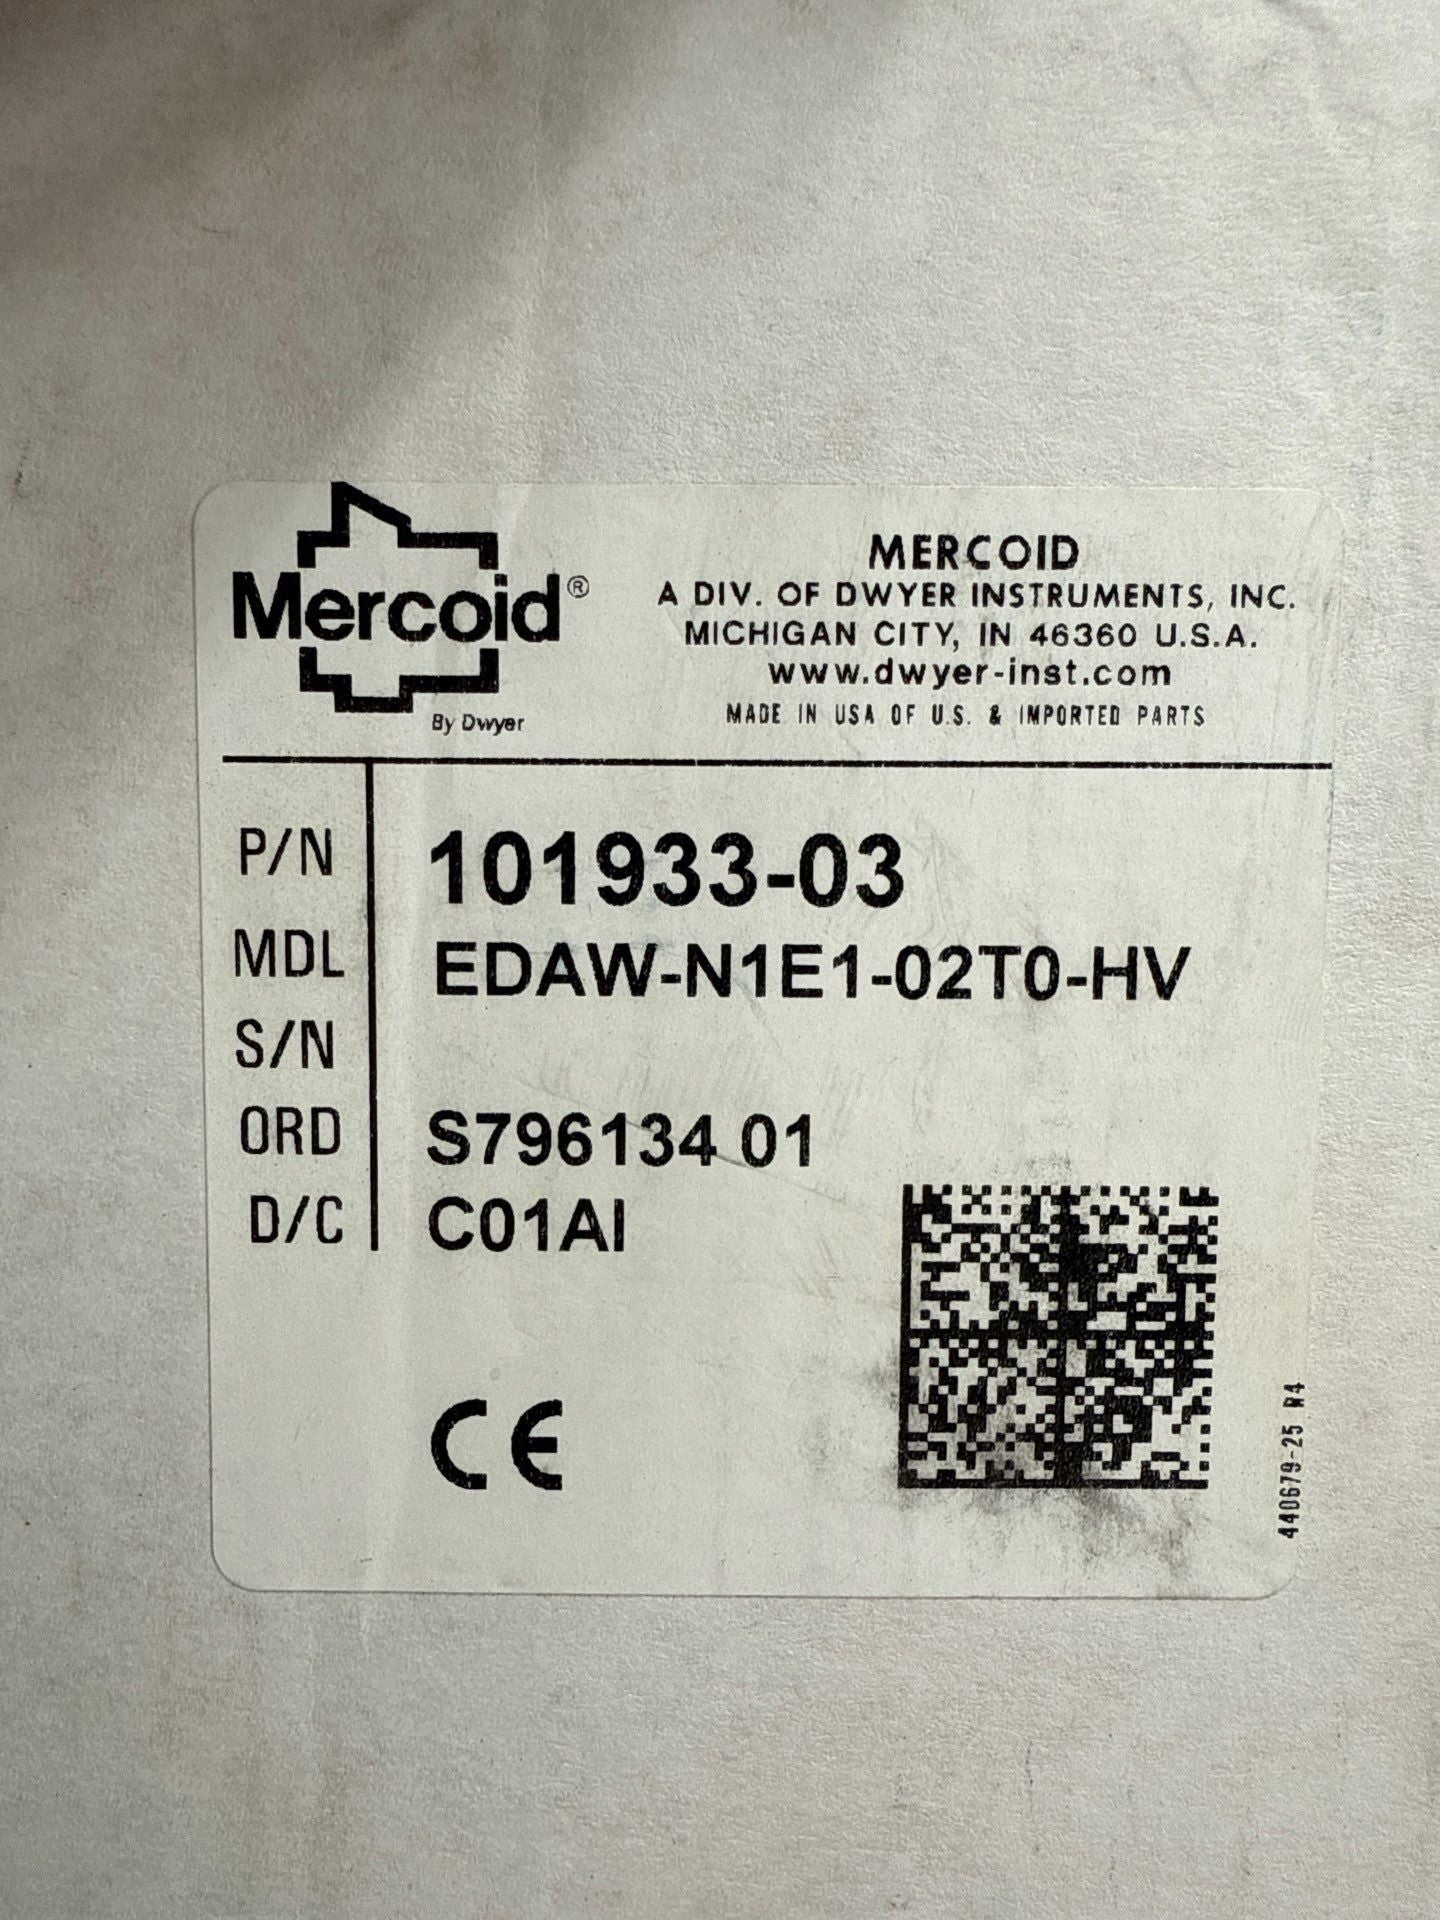 Mercoid®
By Dwyer
MERCOID
A DIV. OF DWYER INSTRUMENTS, INC.
MICHIGAN CITY, IN 46360 U.S.A.
www.dwyer-inst.com
MADE IN USA OF U.S. & IMPORTED PARTS
P/N 101933-03
MDL EDAW-N1E1-02T0-HV
S/N
ORD S796134 01
D/C C01AI
CE
440679-25 R4